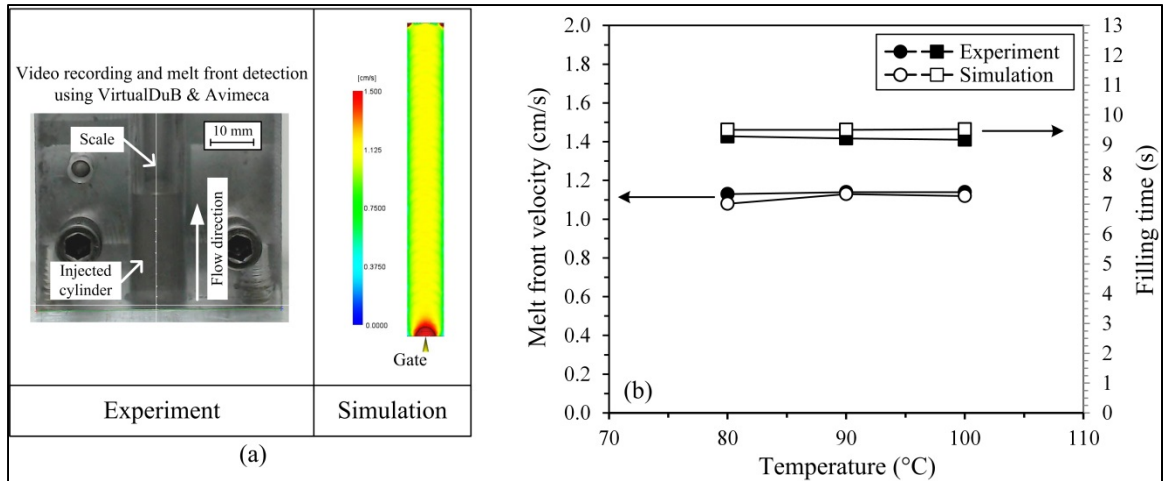 Video recording and melt front detection
using VirtualDuB & Avimeca
Scale
10 mm
Flow direction
Injected
cylinder
[cm/s]
1.500
1.125
0.7500
0.3750
0.0000
Gate
Experiment
Simulation
(a)
Melt front velocity (cm/s)
2.0
1.8
1.6
1.4
1.2
1.0
0.8
0.6
0.4
0.2
0.0
Experiment
Simulation
(b)
70
80
90
100
110
Temperature (°C)
13
12
11
10
9
8
7
6
5
4
3
2
1
0
Filling time (s)